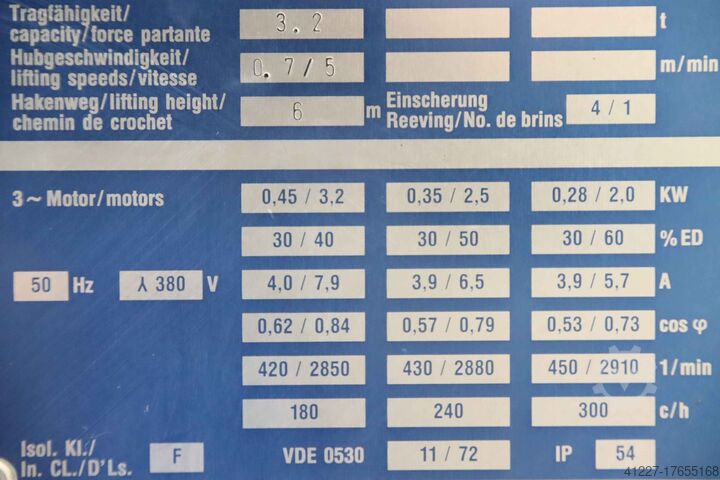 Tragfähigkeit/
capacity/force partante 3.2 t
Hubgeschwindigkeit/
lifting speeds/vitesse 0.7/5 m/min
Hakenweg/lifting height/
chemin de crochet 6 m Einscherung
Reeving/No. de brins 4 / 1
3~ Motor/motors 0,45 / 3,2 0,35 / 2,5 0,28 / 2,0 KW
30 / 40 30 / 50 30 / 60 % ED
50 Hz ⅄ 380 V 4,0 / 7,9 3,9 / 6,5 3,9 / 5,7 A
0,62 / 0,84 0,57 / 0,79 0,53 / 0,73 cos φ
420 / 2850 430 / 2880 450 / 2910 1/min
180 240 300 c/h
Isol. Kl./
In. CL./D'Ls. F VDE 0530 11 / 72 IP 54
41227-17655168